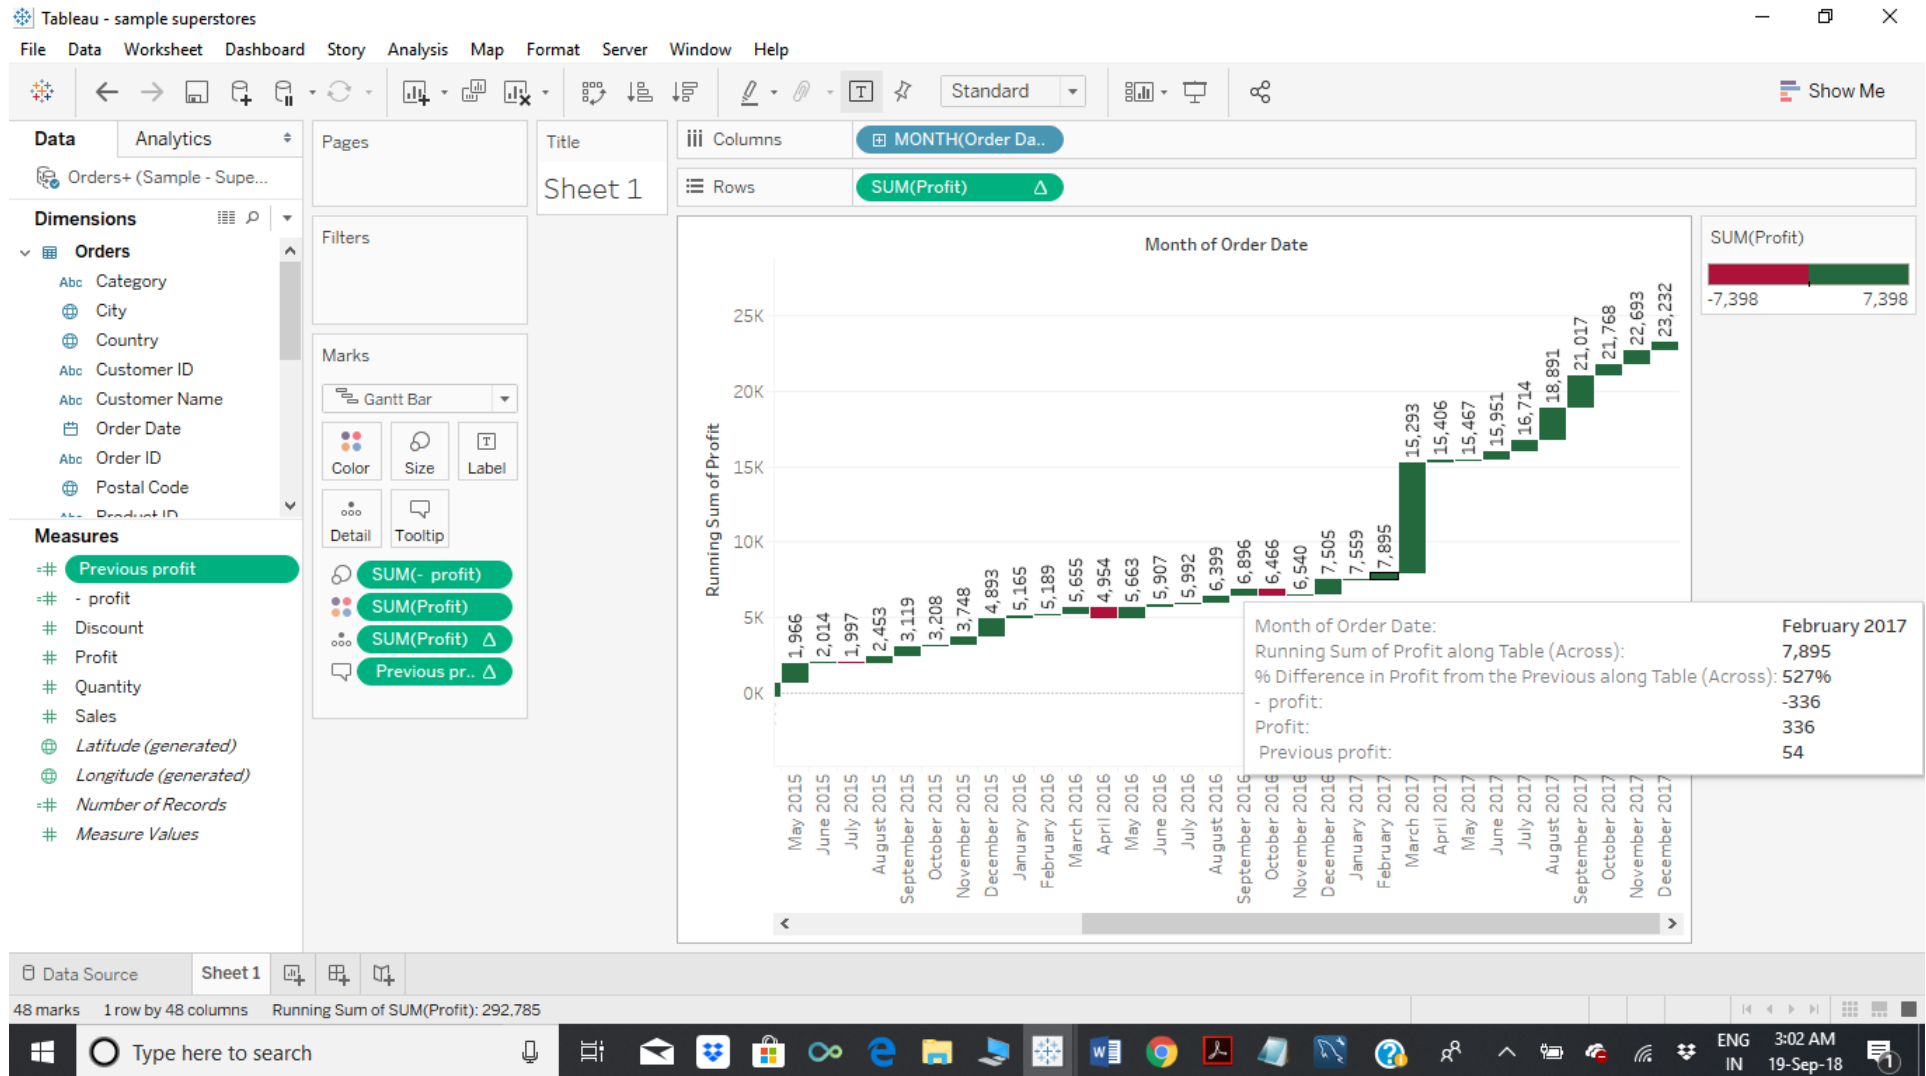 Tableau - sample superstores
File Data Worksheet Dashboard Story Analysis Map Format Server Window Help
Standard
Show Me
Data
Analytics
Orders+ (Sample - Supe...
Dimensions
Orders
Abc Category
City
Country
Abc Customer ID
Abc Customer Name
Order Date
Abc Order ID
Postal Code
Abc Product ID
Measures
=# Previous profit
=# - profit
# Discount
# Profit
# Quantity
# Sales
Latitude (generated)
Longitude (generated)
=# Number of Records
# Measure Values
Pages
Filters
Marks
Gantt Bar
Color
Size
T
Label
Detail
Tooltip
SUM(- profit)
SUM(Profit)
SUM(Profit) Δ
Previous pr.. Δ
Title
Sheet 1
iii Columns
MONTH(Order Da..
Rows
SUM(Profit) Δ
Month of Order Date
Running Sum of Profit
25K
20K
15K
10K
5K
0K
1,966
2,014
1,997
2,453
3,119
3,208
3,748
4,893
5,165
5,189
5,655
4,954
5,663
5,907
5,992
6,399
6,896
6,466
6,540
7,505
7,559
7,895
15,293
15,406
15,467
15,951
16,714
18,891
21,017
21,768
22,693
23,232
May 2015
June 2015
July 2015
August 2015
September 2015
October 2015
November 2015
December 2015
January 2016
February 2016
March 2016
April 2016
May 2016
June 2016
July 2016
August 2016
September 2016
October 2016
November 2016
December 2016
January 2017
February 2017
March 2017
April 2017
May 2017
June 2017
July 2017
August 2017
September 2017
October 2017
November 2017
December 2017
Month of Order Date: February 2017
Running Sum of Profit along Table (Across): 7,895
% Difference in Profit from the Previous along Table (Across): 527%
- profit: -336
Profit: 336
Previous profit: 54
SUM(Profit)
-7,398 7,398
Data Source
Sheet 1
48 marks 1 row by 48 columns Running Sum of SUM(Profit): 292,785
Type here to search
ENG
IN
3:02 AM
19-Sep-18
1